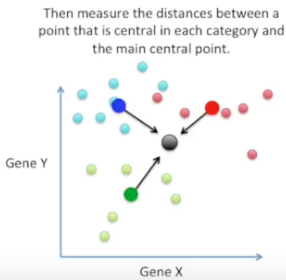 Then measure the distances between a
point that is central in each category and
the main central point.
Gene Y
Gene X